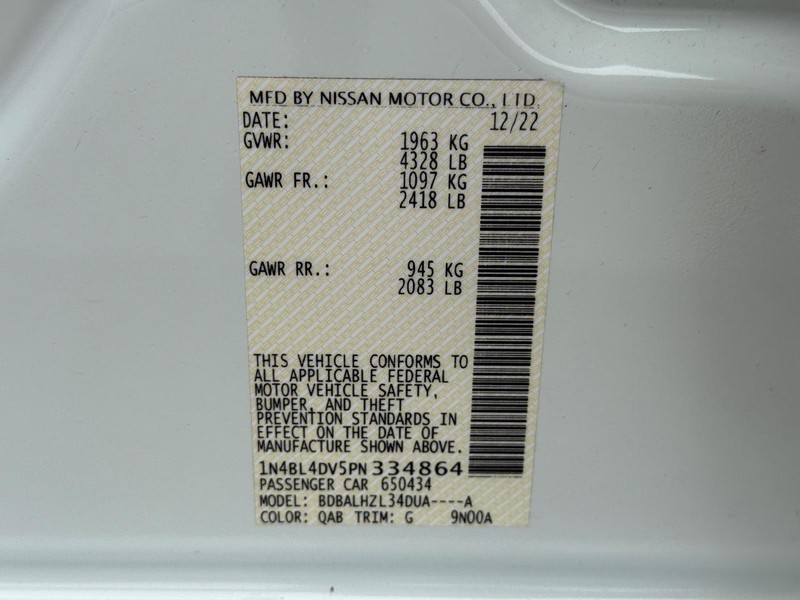 MFD BY NISSAN MOTOR CO., LTD.
DATE: 12/22
GVWR: 1963 KG
4328 LB
GAWR FR.: 1097 KG
2418 LB
GAWR RR.: 945 KG
2083 LB
THIS VEHICLE CONFORMS TO
ALL APPLICABLE FEDERAL
MOTOR VEHICLE SAFETY,
BUMPER, AND THEFT
PREVENTION STANDARDS IN
EFFECT ON THE DATE OF
MANUFACTURE SHOWN ABOVE.
1N4BL4DV5PN334864
PASSENGER CAR 650434
MODEL: BDBALHZL34DUA----A
COLOR: QAB TRIM: G 9N00A